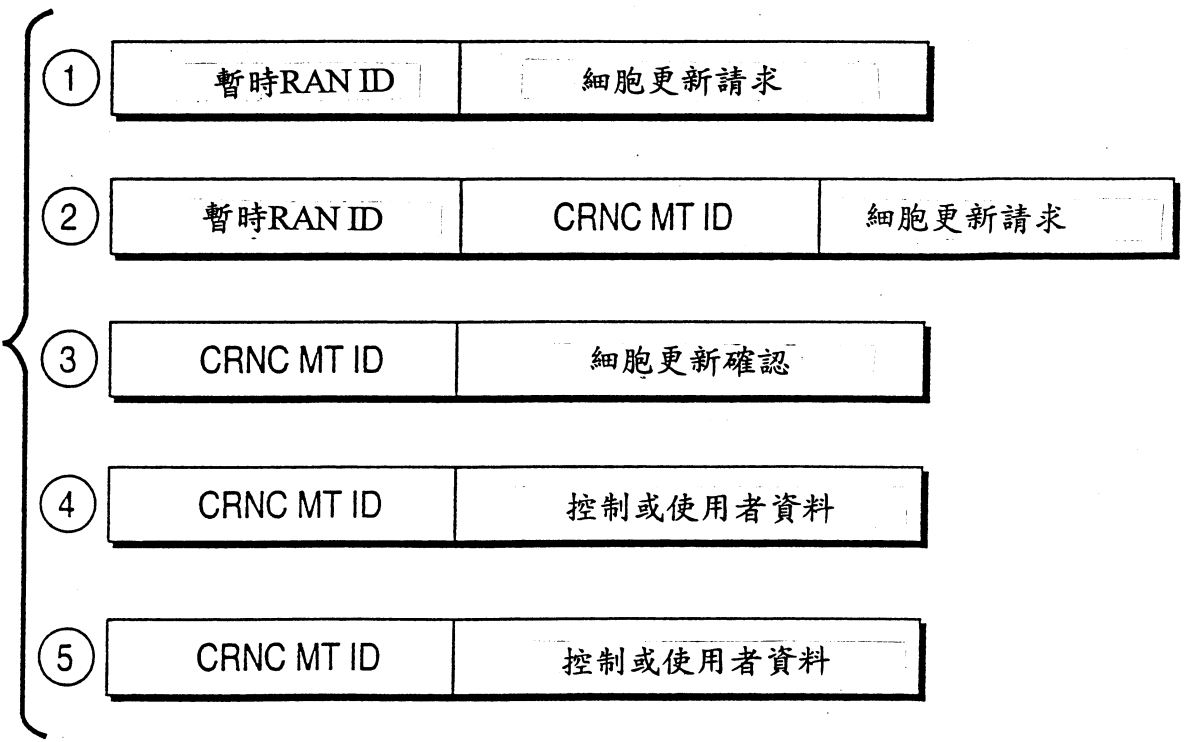 ① 暫時RAN ID 細胞更新請求
② 暫時RAN ID CRNC MT ID 細胞更新請求
③ CRNC MT ID 細胞更新確認
④ CRNC MT ID 控制或使用者資料
⑤ CRNC MT ID 控制或使用者資料